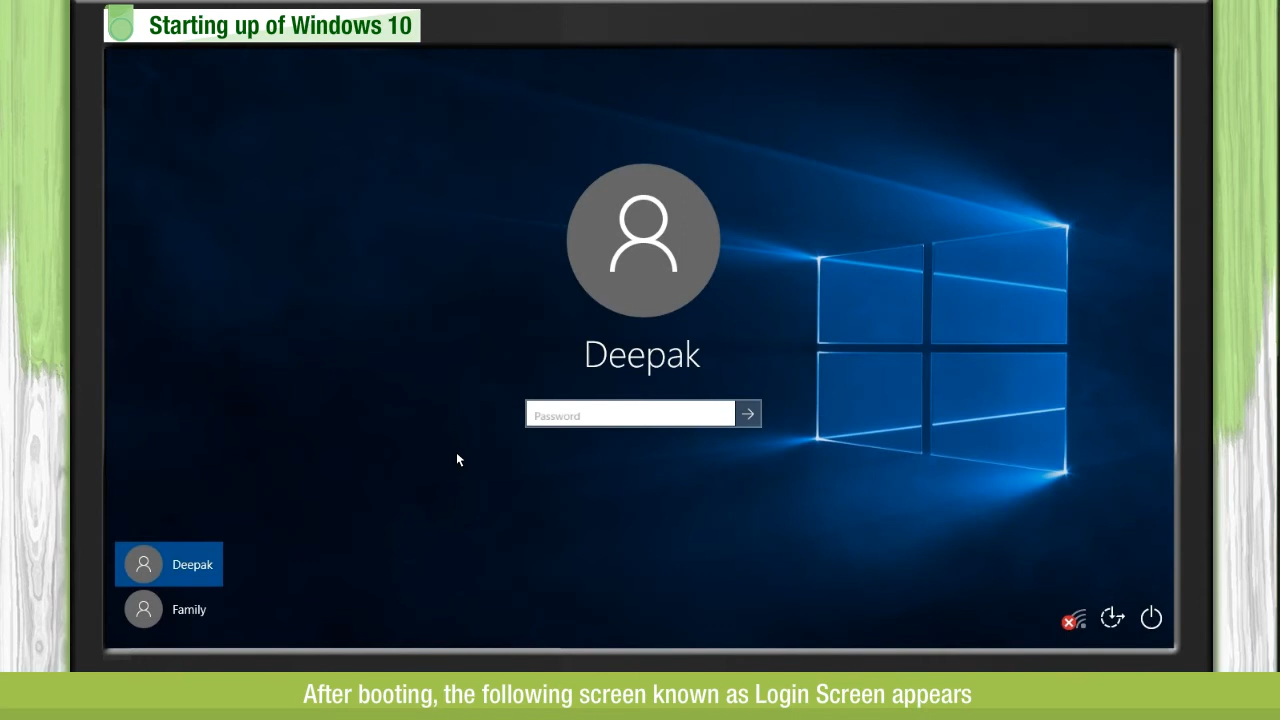 Starting up of Windows 10
Deepak
Password
Deepak
Family
After booting, the following screen known as Login Screen appears